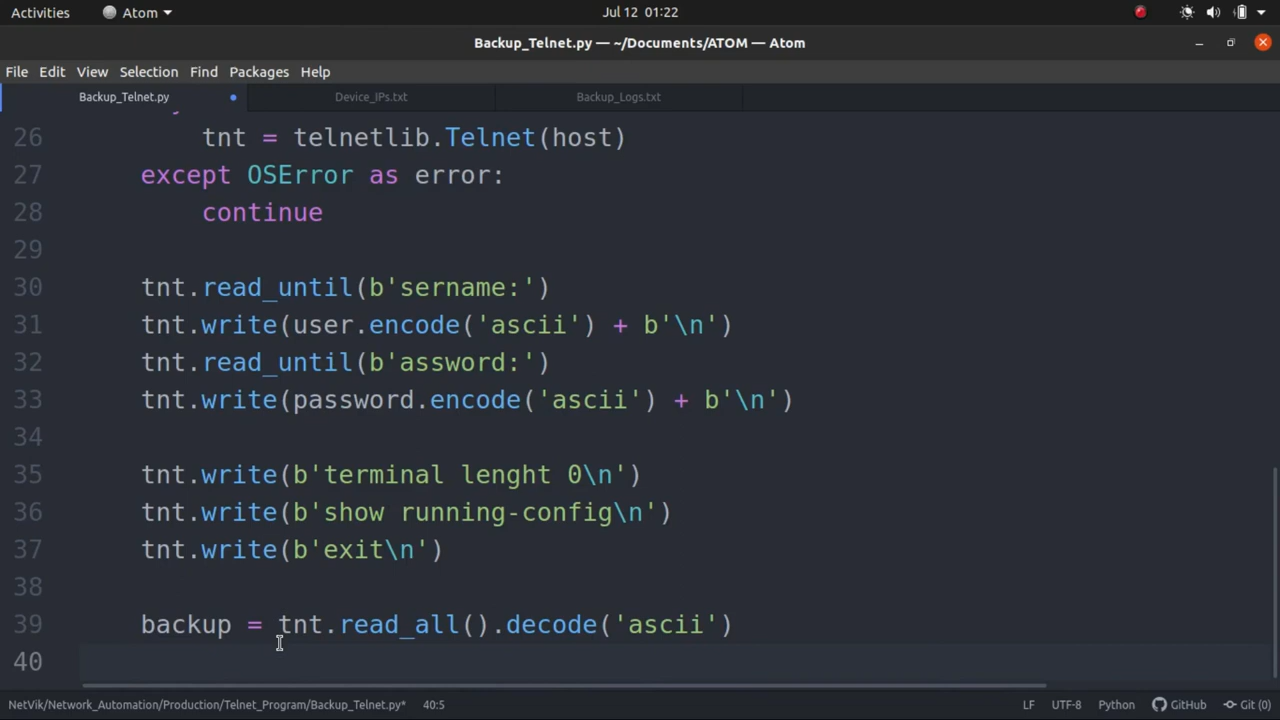 Activities Atom Jul 12 01:22
Backup_Telnet.py — ~/Documents/ATOM — Atom
File Edit View Selection Find Packages Help
Backup_Telnet.py Device_IPs.txt Backup_Logs.txt
26 tnt = telnetlib.Telnet(host)
27 except OSError as error:
28 continue
29
30 tnt.read_until(b'sername:')
31 tnt.write(user.encode('ascii') + b'\n')
32 tnt.read_until(b'assword:')
33 tnt.write(password.encode('ascii') + b'\n')
34
35 tnt.write(b'terminal lenght 0\n')
36 tnt.write(b'show running-config\n')
37 tnt.write(b'exit\n')
38
39 backup = tnt.read_all().decode('ascii')
40
NetVik/Network_Automation/Production/Telnet_Program/Backup_Telnet.py* 40:5 LF UTF-8 Python GitHub Git (0)